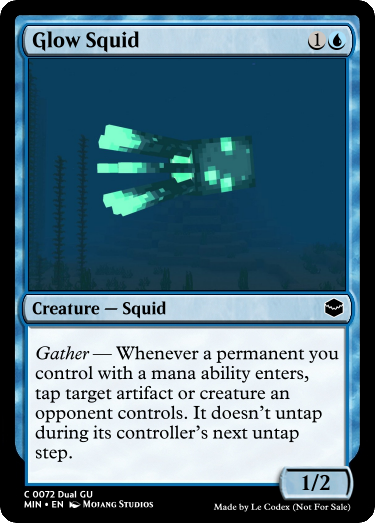 Glow Squid 1
Creature — Squid
Gather — Whenever a permanent you
control with a mana ability enters,
tap target artifact or creature an
opponent controls. It doesn't untap
during its controller's next untap
step.
1/2
C 0072 Dual GU
MIN • EN Mojang Studios
Made by Le Codex (Not For Sale)